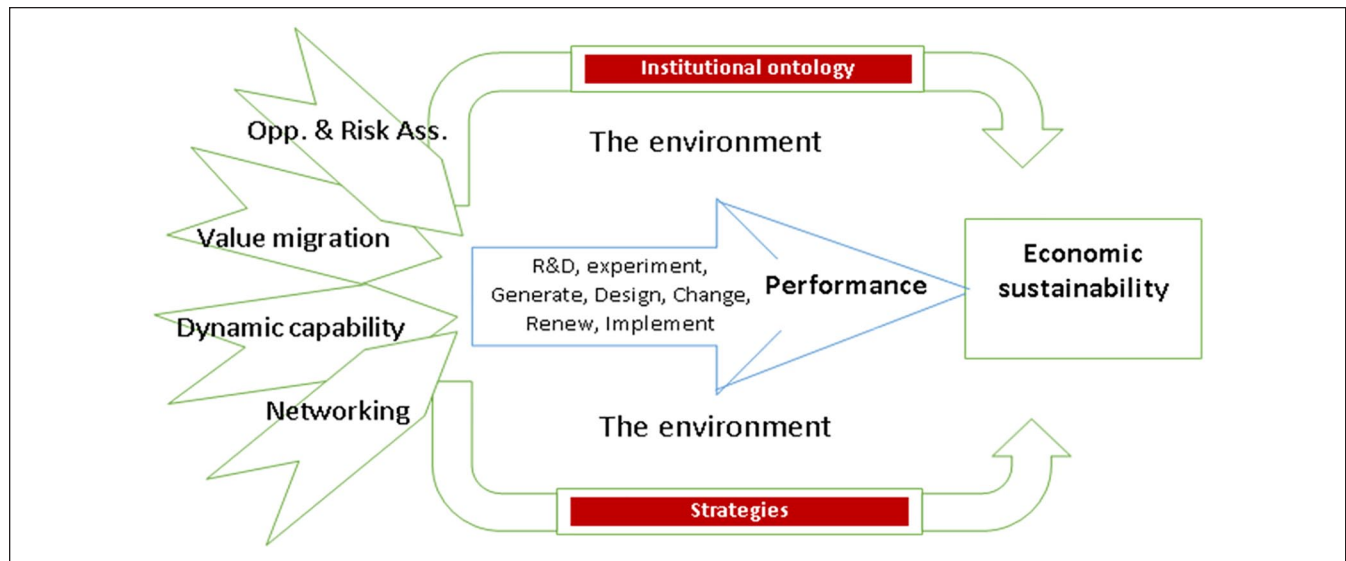 Institutional ontology
Opp. & Risk Ass.
The environment
Value migration
R&D, experiment,
Generate, Design, Change,
Renew, Implement
Performance
Economic
sustainability
Dynamic capability
Networking
The environment
Strategies